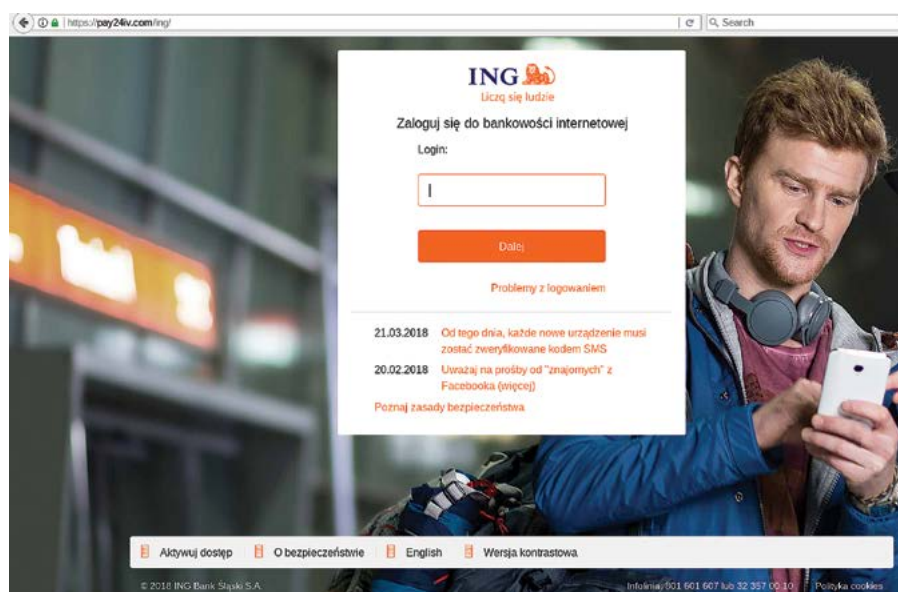 https://pay24iv.com/ing/
Search
ING
Liczą się ludzie
Zaloguj się do bankowości internetowej
Login:
Dalej
Problemy z logowaniem
21.03.2018 Od tego dnia, każde nowe urządzenie musi
zostać zweryfikowane kodem SMS
20.02.2018 Uważaj na prośby od "znajomych" z
Facebooka (więcej)
Poznaj zasady bezpieczeństwa
Aktywuj dostęp O bezpieczeństwie English Wersja kontrastowa
© 2018 ING Bank Śląski S.A. Infolinia: 801 601 607 lub 32 357 00 10 Polityka cookies